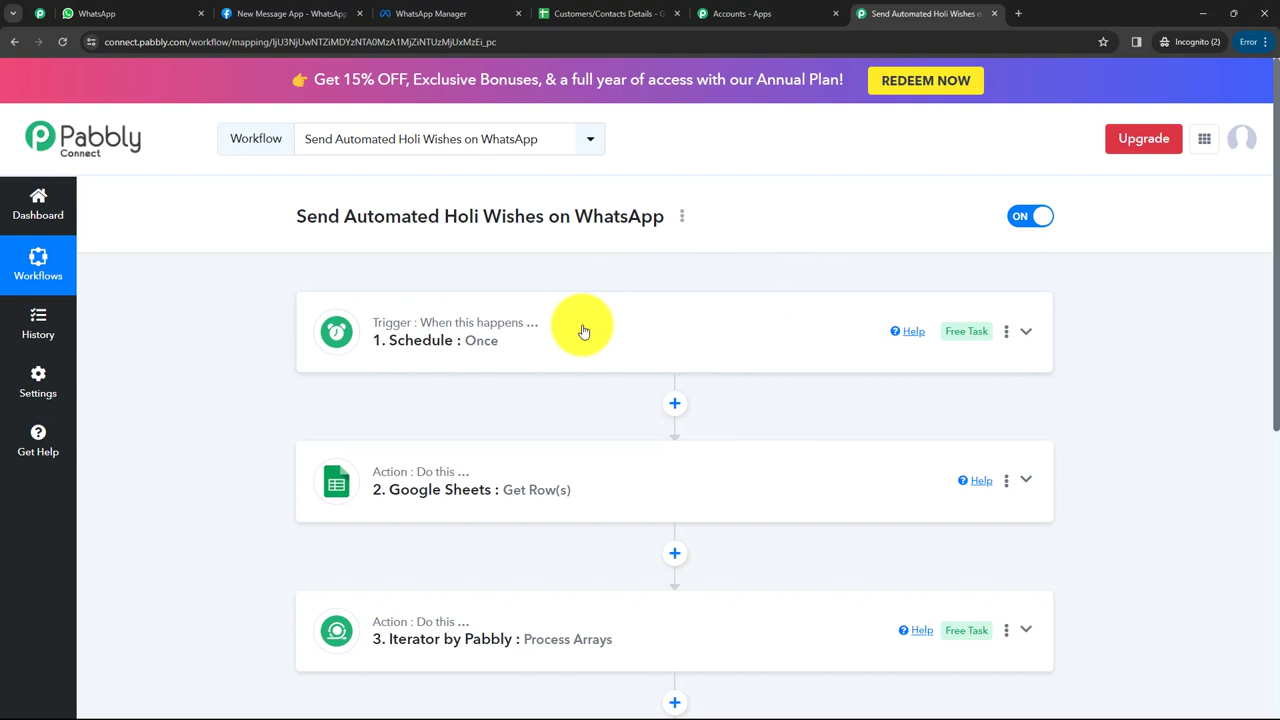 WhatsApp
New Message App - WhatsApp
WhatsApp Manager
Customers/Contacts Details - G
Accounts - Apps
Send Automated Holi Wishes o
connect.pabbly.com/workflow/mapping/IjU3NjUwNTZiMDYzNTA0MzA1MjZiNTUzMjUxMzEi_pc
Incognito (2)
Error
👉 Get 15% OFF, Exclusive Bonuses, & a full year of access with our Annual Plan!
REDEEM NOW
Pabbly
Connect
Workflow
Send Automated Holi Wishes on WhatsApp
Upgrade
Dashboard
Workflows
History
Settings
Get Help
Send Automated Holi Wishes on WhatsApp
ON
Trigger : When this happens ...
1. Schedule : Once
Help
Free Task
Action : Do this ...
2. Google Sheets : Get Row(s)
Help
Action : Do this ...
3. Iterator by Pabbly : Process Arrays
Help
Free Task